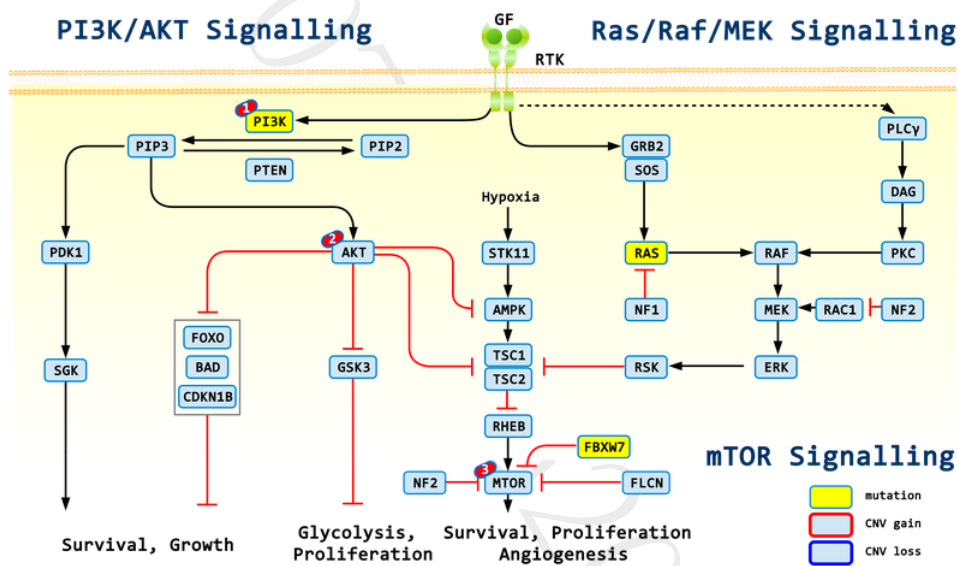 PI3K/AKT Signalling
GF
Ras/Raf/MEK Signalling
RTK
1
PI3K
PLCγ
PIP3
PIP2
GRB2
PTEN
SOS
DAG
Hypoxia
2
PDK1
AKT
STK11
RAS
RAF
PKC
AMPK
NF1
MEK
RAC1
NF2
FOXO
TSC1
BAD
GSK3
SGK
RSK
ERK
TSC2
CDKN1B
RHEB
FBXW7
mTOR Signalling
3
NF2
MTOR
FLCN
mutation
CNV gain
CNV loss
Survival, Growth
Glycolysis,
Proliferation
Survival, Proliferation
Angiogenesis